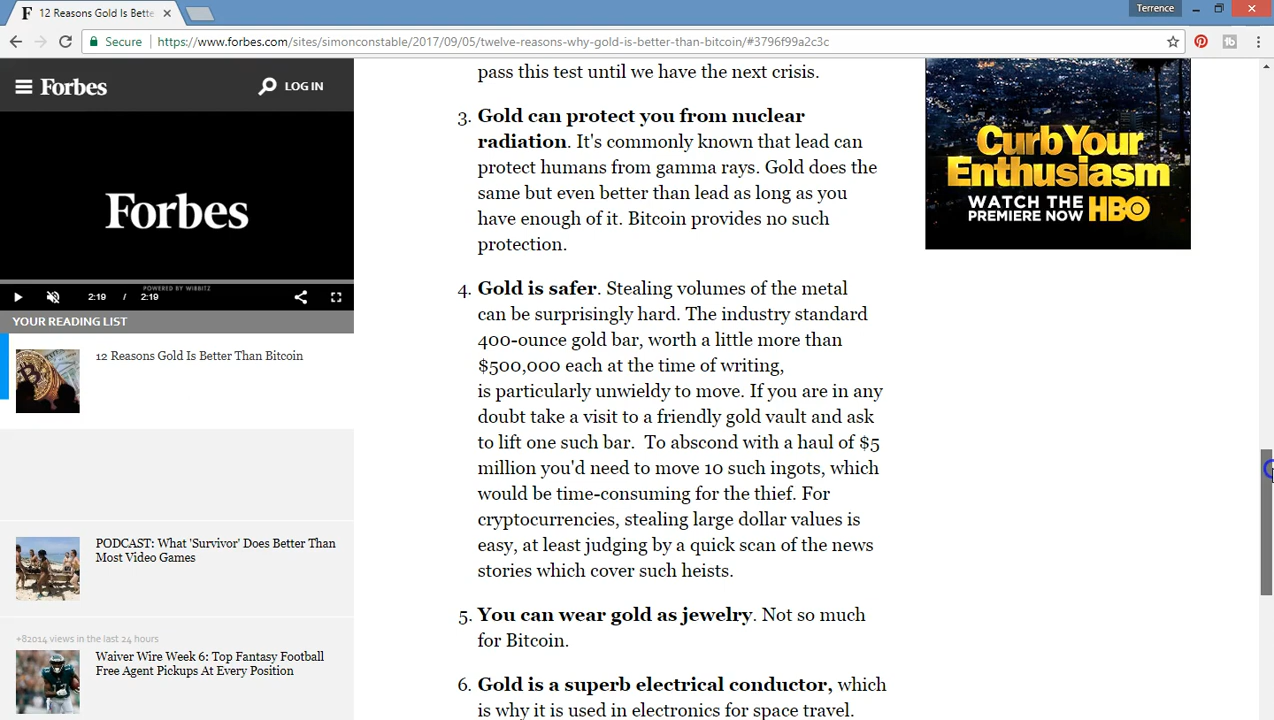 12 Reasons Gold Is Bette
Terrence
Secure
https://www.forbes.com/sites/simonconstable/2017/09/05/twelve-reasons-why-gold-is-better-than-bitcoin/#3796f99a2c3c
Forbes
LOG IN
Forbes
POWERED BY WIBBITZ
2:19 / 2:19
YOUR READING LIST
12 Reasons Gold Is Better Than Bitcoin
PODCAST: What 'Survivor' Does Better Than
Most Video Games
+82014 views in the last 24 hours
Waiver Wire Week 6: Top Fantasy Football
Free Agent Pickups At Every Position
pass this test until we have the next crisis.
3. Gold can protect you from nuclear
radiation. It's commonly known that lead can
protect humans from gamma rays. Gold does the
same but even better than lead as long as you
have enough of it. Bitcoin provides no such
protection.
4. Gold is safer. Stealing volumes of the metal
can be surprisingly hard. The industry standard
400-ounce gold bar, worth a little more than
$500,000 each at the time of writing,
is particularly unwieldy to move. If you are in any
doubt take a visit to a friendly gold vault and ask
to lift one such bar. To abscond with a haul of $5
million you'd need to move 10 such ingots, which
would be time-consuming for the thief. For
cryptocurrencies, stealing large dollar values is
easy, at least judging by a quick scan of the news
stories which cover such heists.
5. You can wear gold as jewelry. Not so much
for Bitcoin.
6. Gold is a superb electrical conductor, which
is why it is used in electronics for space travel.
Curb Your
Enthusiasm
WATCH THE
PREMIERE NOW HBO